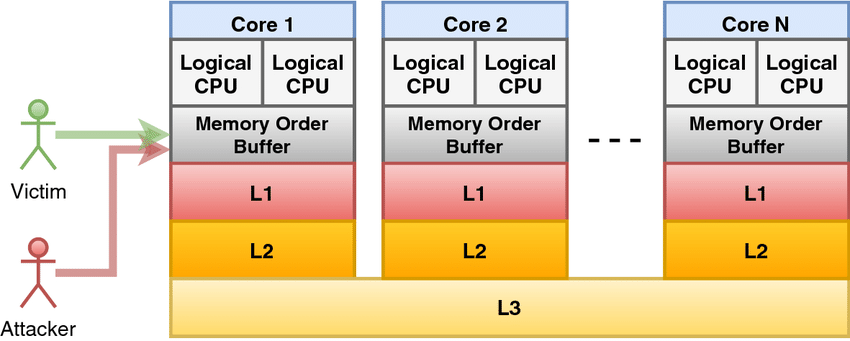 Core 1
Core 2
Core N
Logical CPU
Logical CPU
Logical CPU
Logical CPU
Logical CPU
Logical CPU
Memory Order Buffer
Memory Order Buffer
Memory Order Buffer
Victim
L1
L1
L1
L2
L2
L2
Attacker
L3